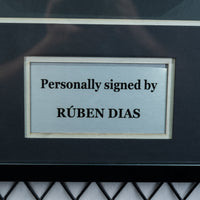 Personally signed by
RÚBEN DIAS